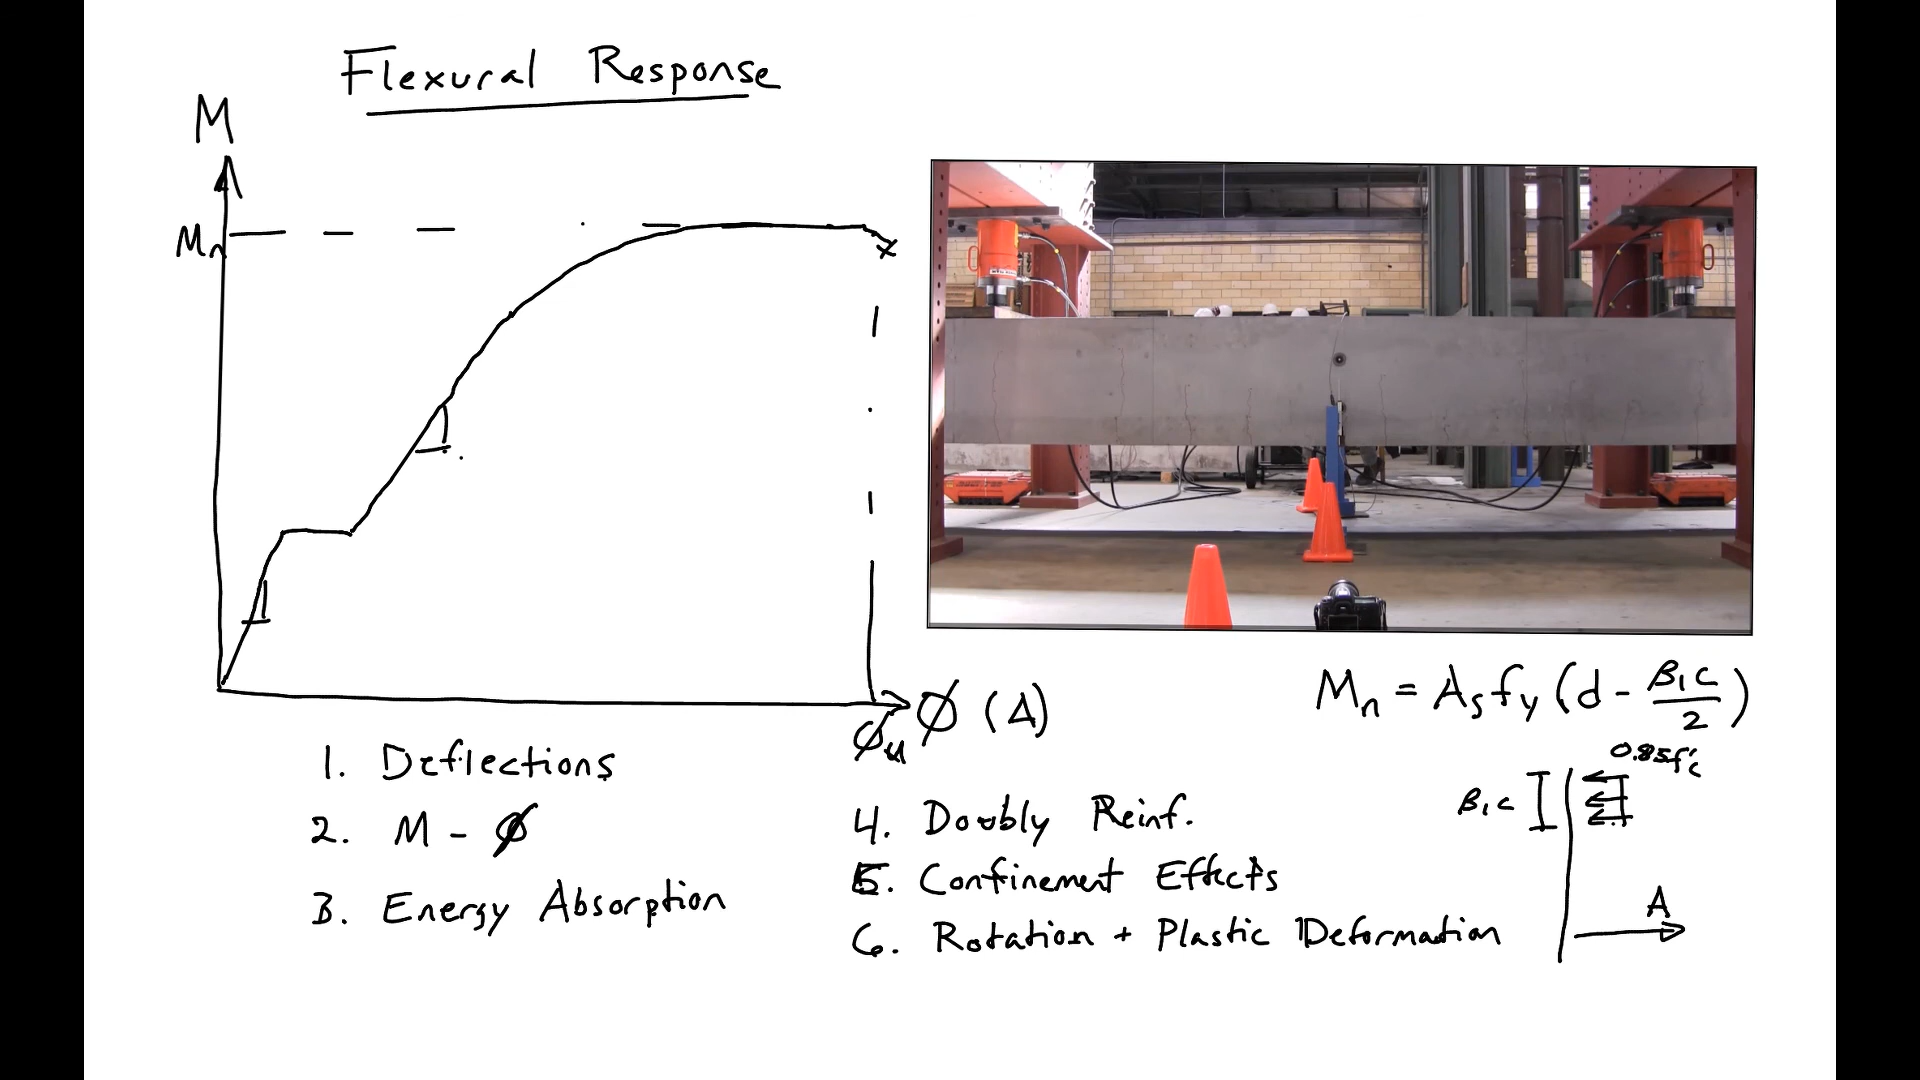 Flexural Response
M
Mn
ϕ (Δ)
ϕu
Mn = Asfy (d - β1c/2)
0.85f'c
β1c
A
1. Deflections
2. M - ϕ
3. Energy Absorption
4. Doubly Reinf.
5. Confinement Effects
6. Rotation + Plastic Deformation